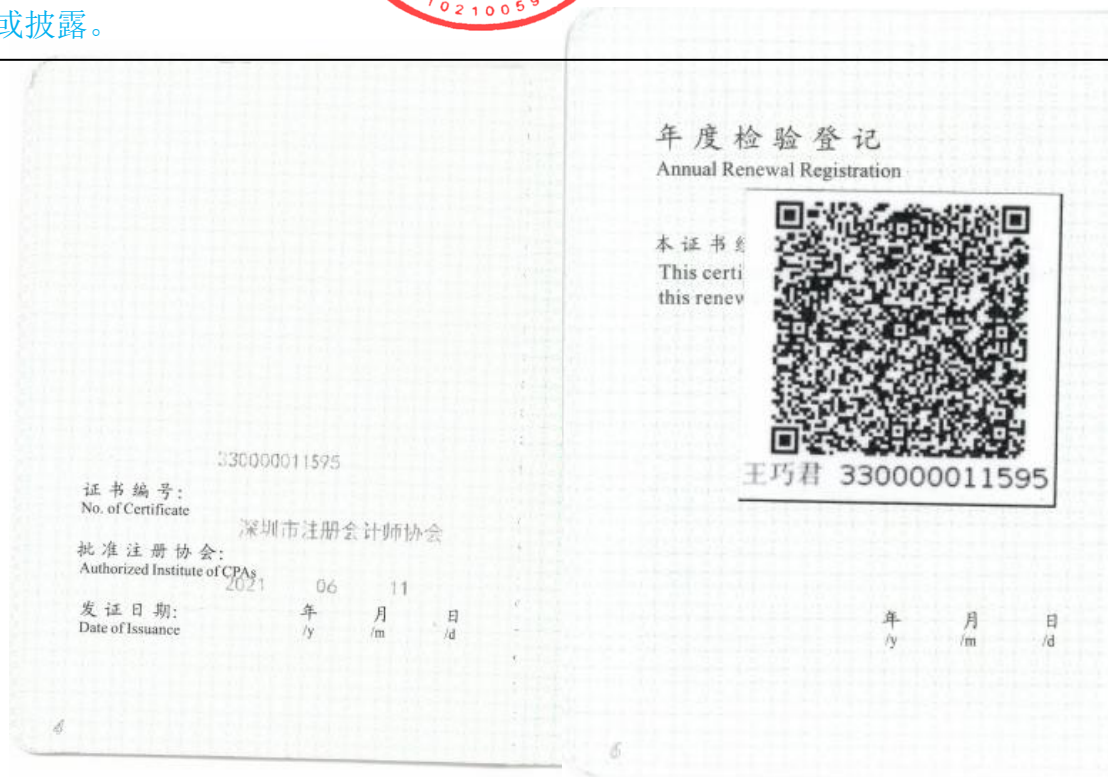 或披露。
1021005
330000011595
证书编号:
No. of Certificate
深圳市注册会计师协会
批准注册协会:
Authorized Institute of CPAs
2021 06 11
发证日期: 年 月 日
Date of Issuance /y /m /d
年度检验登记
Annual Renewal Registration
本证书
This certi
this renew
王巧君 330000011595
年 月 日
/y /m /d